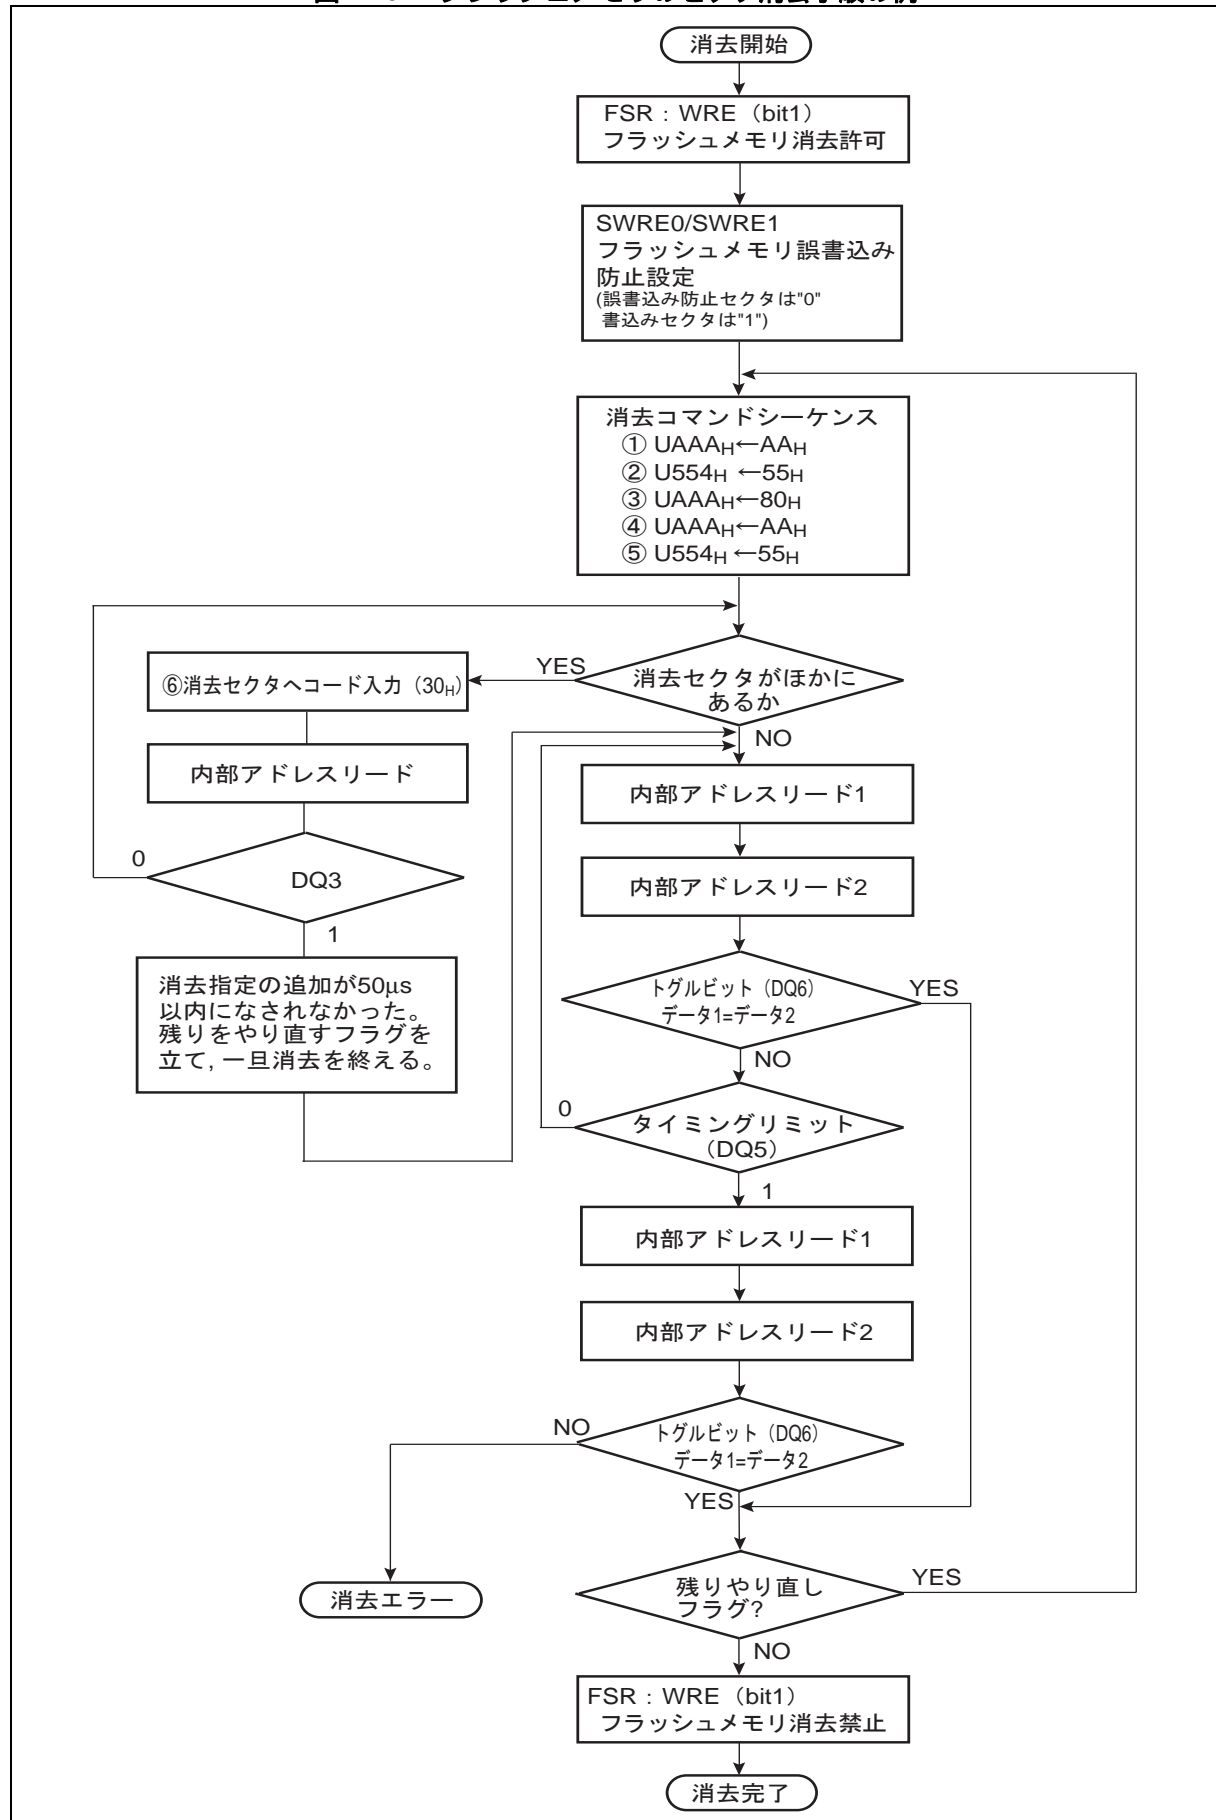 消去開始
FSR：WRE（bit1）
フラッシュメモリ消去許可
SWRE0/SWRE1
フラッシュメモリ誤書込み
防止設定
(誤書込み防止セクタは"0"
書込みセクタは"1")
消去コマンドシーケンス
① UAAAH←AAH
② U554H ←55H
③ UAAAH←80H
④ UAAAH←AAH
⑤ U554H ←55H
YES
消去セクタがほかに
あるか
⑥消去セクタへコード入力（30H）
NO
内部アドレスリード
内部アドレスリード1
0
DQ3
内部アドレスリード2
1
消去指定の追加が50μs
以内になされなかった。
残りをやり直すフラグを
立て, 一旦消去を終える。
トグルビット（DQ6）
データ1=データ2
YES
NO
0
タイミングリミット
（DQ5）
1
内部アドレスリード1
内部アドレスリード2
NO
トグルビット（DQ6）
データ1=データ2
YES
消去エラー
残りやり直し
フラグ?
YES
NO
FSR：WRE（bit1）
フラッシュメモリ消去禁止
消去完了